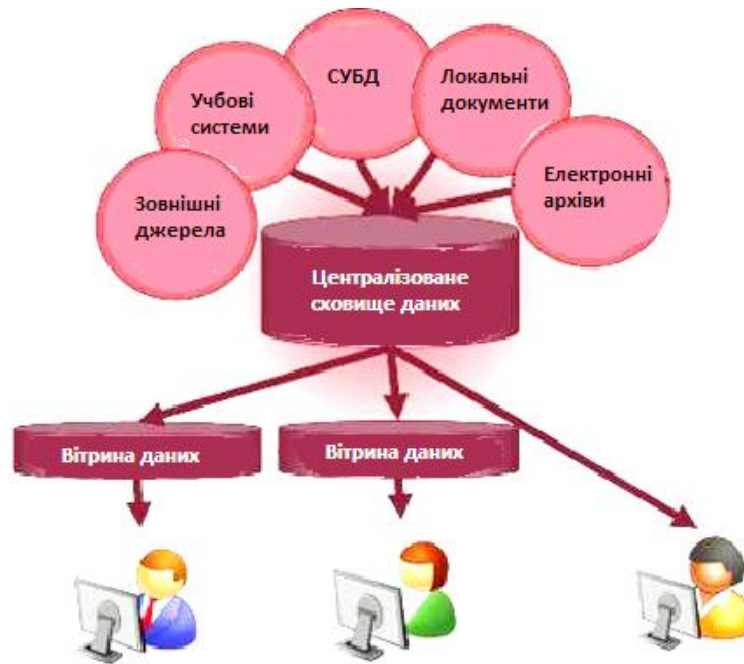 СУБД
Учбові
системи
Локальні
документи
Зовнішні
джерела
Електронні
архіви
Централізоване
сховище даних
Вітрина даних
Вітрина даних